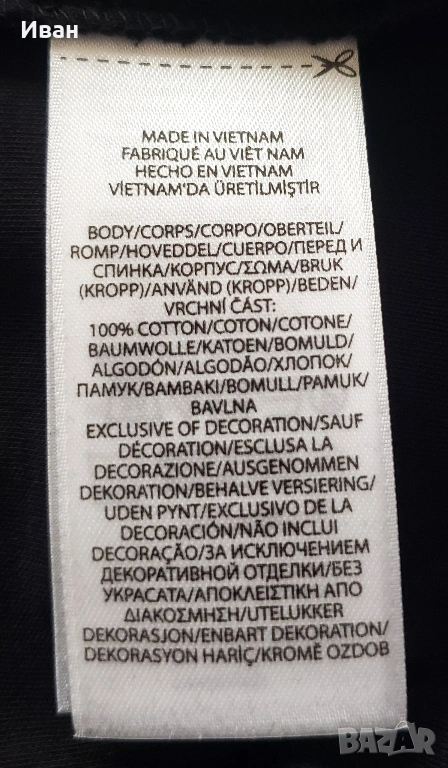 Иван
MADE IN VIETNAM
FABRIQUÉ AU VIÊT NAM
HECHO EN VIETNAM
VİETNAM'DA ÜRETİLMİŞTİR
BODY/CORPS/CORPO/OBERTEIL/
ROMP/HOVEDDEL/CUERPO/ПЕРЕД И
СПИНКА/КОРПУС/ΣΩΜΑ/BRUK
(KROPP)/ANVÄND (KROPP)/BEDEN/
VRCHNÍ ČÁST:
100% COTTON/COTON/COTONE/
BAUMWOLLE/KATOEN/BOMULD/
ALGODÓN/ALGODÃO/ХЛОПОК/
ПАМУК/ΒΑΜΒΑΚΙ/BOMULL/PAMUK/
BAVLNA
EXCLUSIVE OF DECORATION/SAUF
DÉCORATION/ESCLUSA LA
DECORAZIONE/AUSGENOMMEN
DEKORATION/BEHALVE VERSIERING/
UDEN PYNT/EXCLUSIVO DE LA
DECORACIÓN/NÃO INCLUI
DECORAÇÃO/ЗА ИСКЛЮЧЕНИЕМ
ДЕКОРАТИВНОЙ ОТДЕЛКИ/БЕЗ
УКРАСАТА/ΑΠΟΚΛΕΙΣΤΙΚΗ ΑΠΟ
ΔΙΑΚΟΣΜΗΣΗ/UTELUKKER
DEKORASJON/ENBART DEKORATION/
DEKORASYON HARİÇ/KROMĚ OZDOB
BAZAR